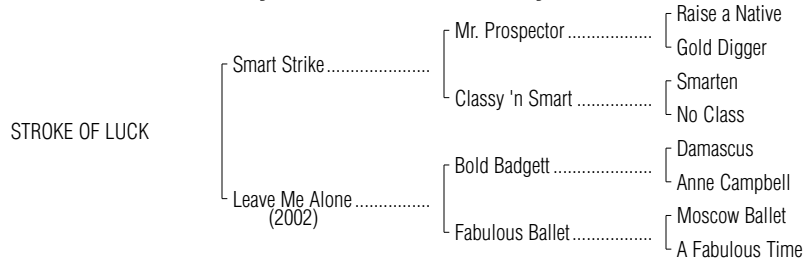 Raise a Native
Mr. Prospector ...................
Gold Digger
Smart Strike ......................
Smarten
Classy 'n Smart .................
No Class
STROKE OF LUCK
Damascus
Bold Badgett ......................
Anne Campbell
Leave Me Alone .................
(2002)
Moscow Ballet
Fabulous Ballet ..................
A Fabulous Time